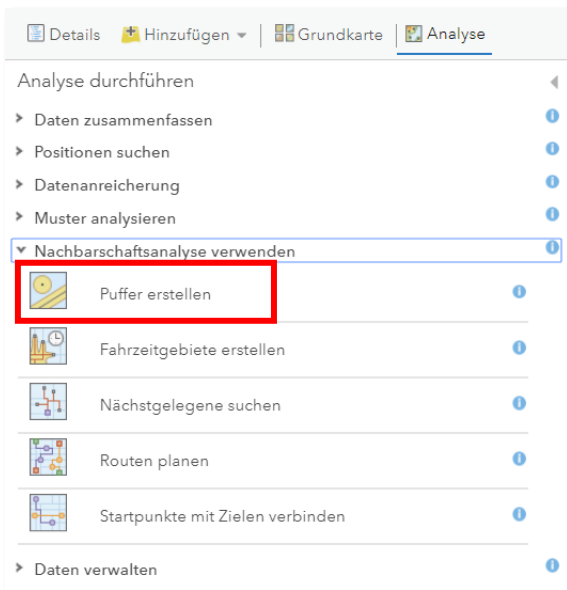 Details Hinzufügen Grundkarte Analyse
Analyse durchführen
Daten zusammenfassen
Positionen suchen
Datenanreicherung
Muster analysieren
Nachbarschaftsanalyse verwenden
Puffer erstellen
Fahrzeitgebiete erstellen
Nächstgelegene suchen
Routen planen
Startpunkte mit Zielen verbinden
Daten verwalten